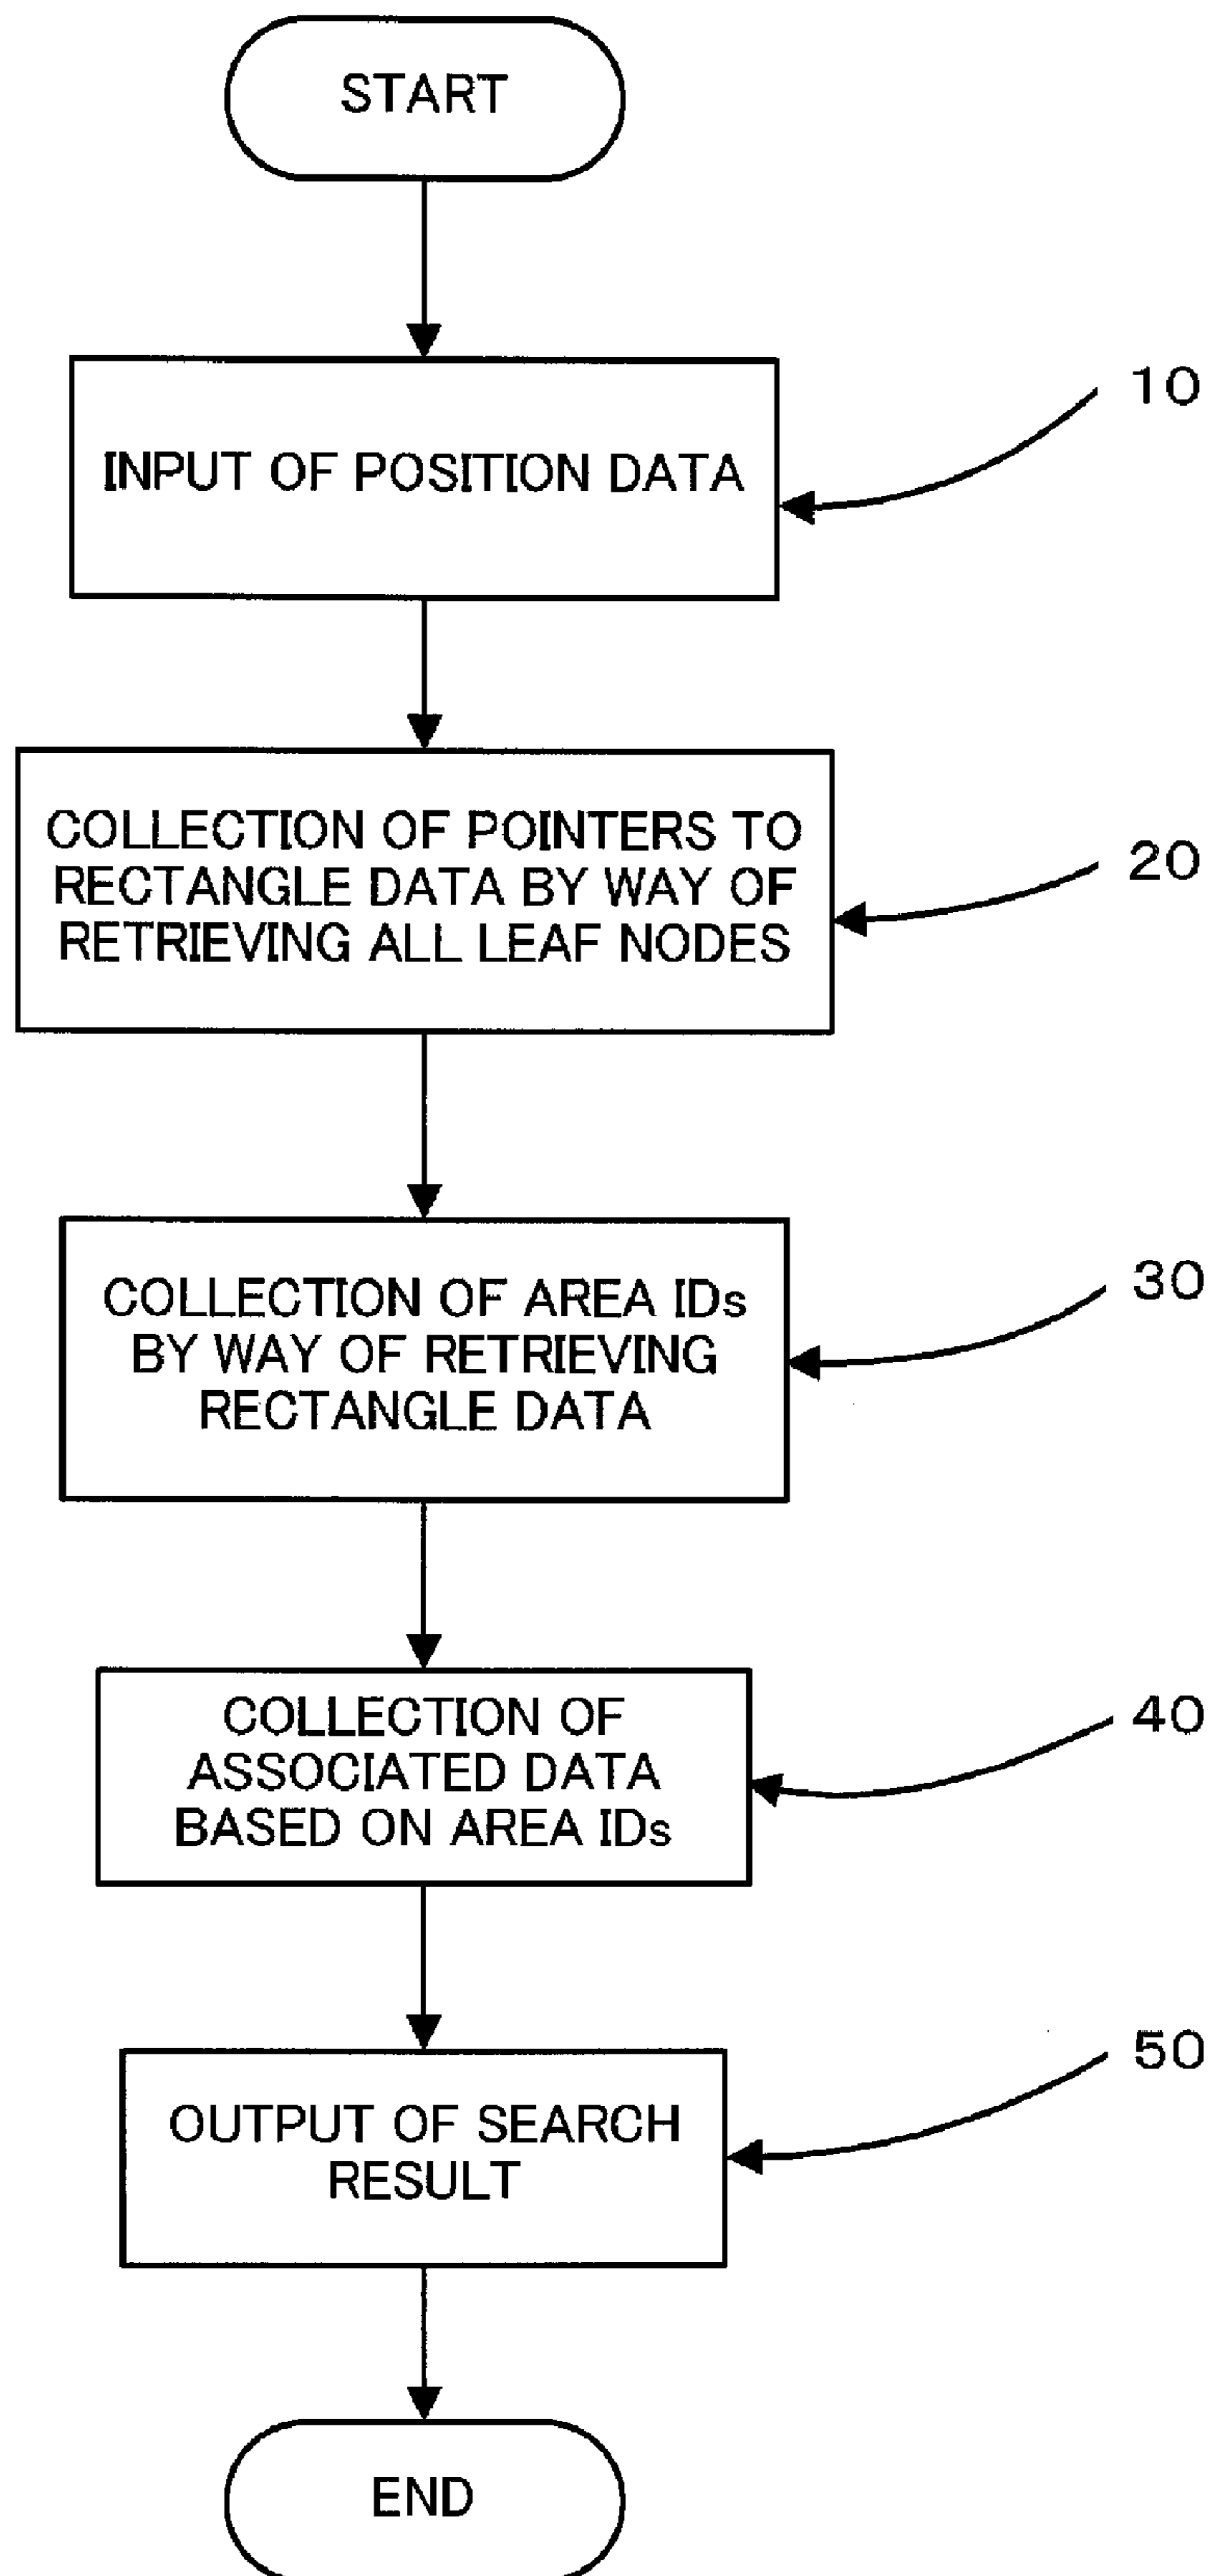 START
INPUT OF POSITION DATA
10
COLLECTION OF POINTERS TO
RECTANGLE DATA BY WAY OF
RETRIEVING ALL LEAF NODES
20
COLLECTION OF AREA IDs
BY WAY OF RETRIEVING
RECTANGLE DATA
30
COLLECTION OF
ASSOCIATED DATA
BASED ON AREA IDs
40
OUTPUT OF SEARCH
RESULT
50
END